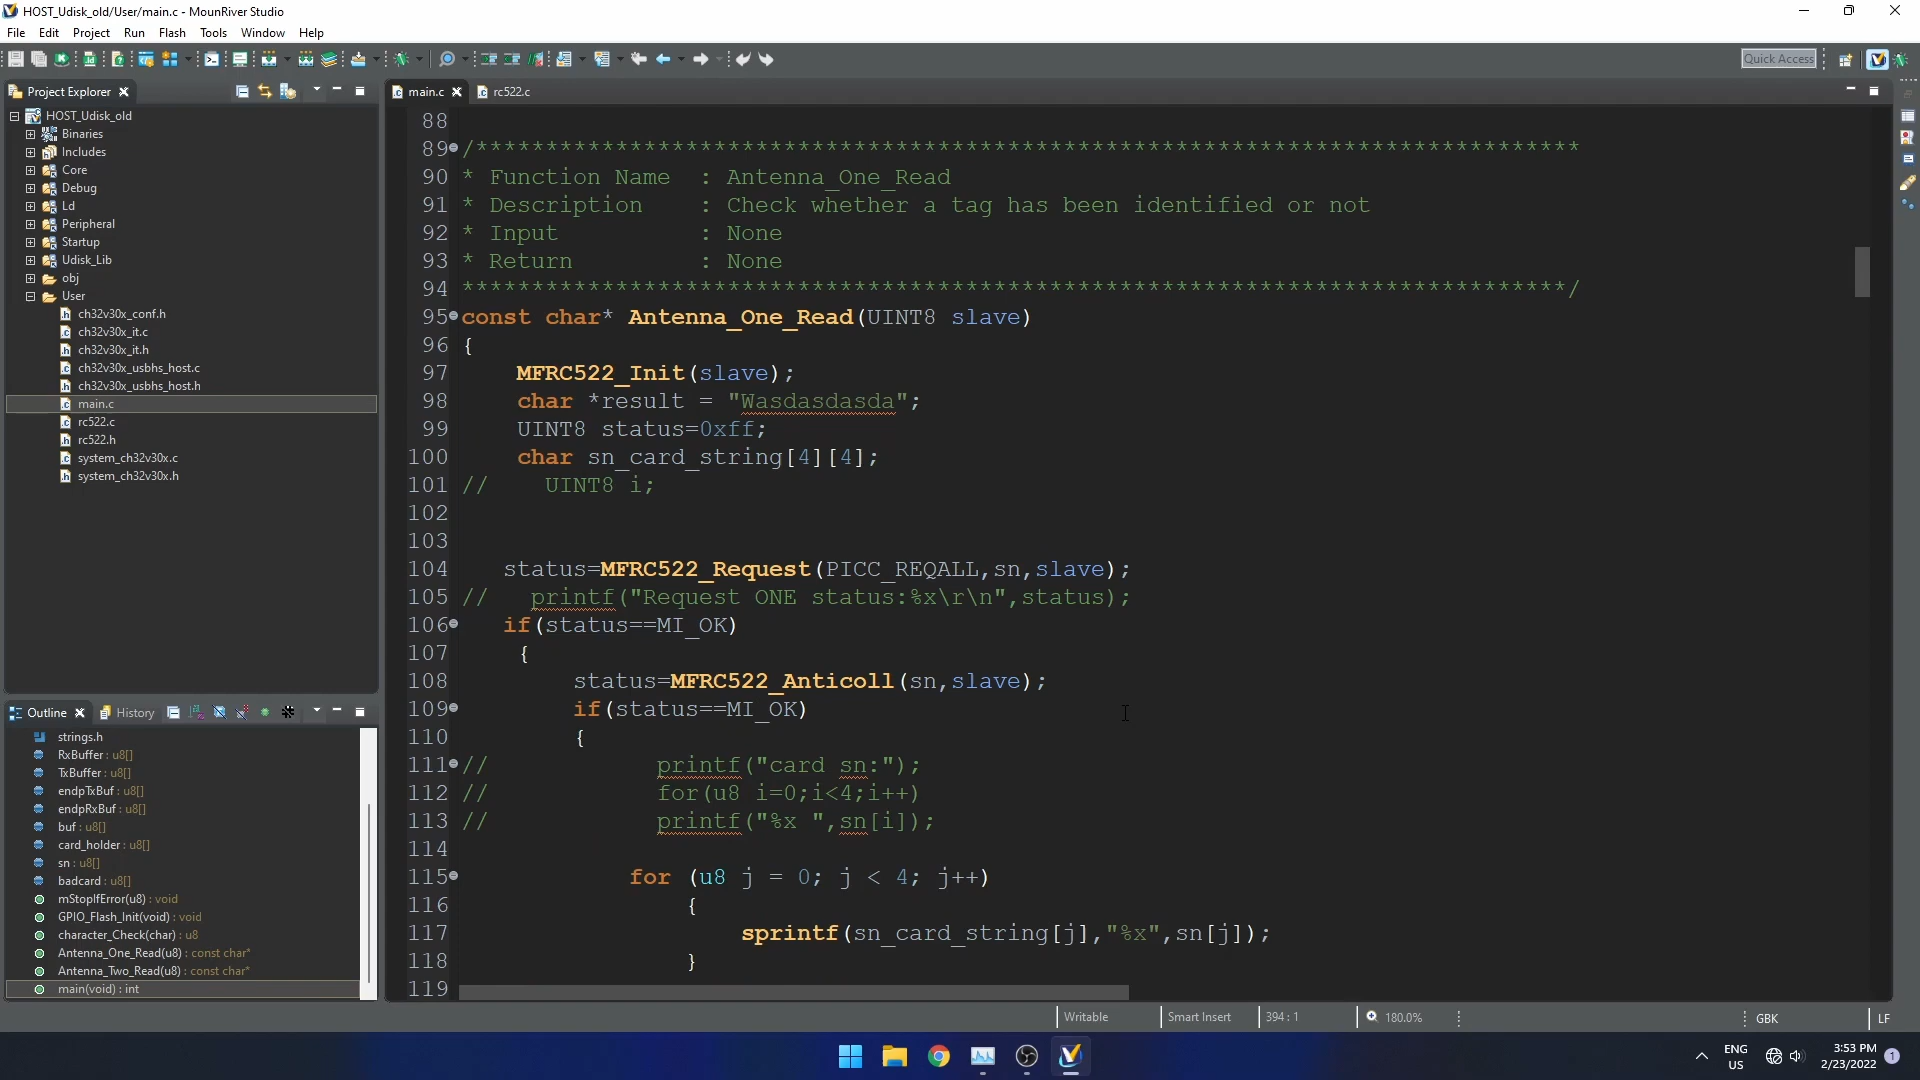 HOST_Udisk_old/User/main.c - MounRiver Studio
File Edit Project Run Flash Tools Window Help
Quick Access
Project Explorer
main.c
rc522.c
HOST_Udisk_old
Binaries
Includes
Core
Debug
Ld
Peripheral
Startup
Udisk_Lib
obj
User
ch32v30x_conf.h
ch32v30x_it.c
ch32v30x_it.h
ch32v30x_usbhs_host.c
ch32v30x_usbhs_host.h
main.c
rc522.c
rc522.h
system_ch32v30x.c
system_ch32v30x.h
Outline
History
strings.h
RxBuffer : u8[]
TxBuffer : u8[]
endpTxBuf : u8[]
endpRxBuf : u8[]
buf : u8[]
card_holder : u8[]
sn : u8[]
badcard : u8[]
mStopIfError(u8) : void
GPIO_Flash_Init(void) : void
character_Check(char) : u8
Antenna_One_Read(u8) : const char*
Antenna_Two_Read(u8) : const char*
main(void) : int
88
89 /*******************************************************************************
90 * Function Name  : Antenna_One_Read
91 * Description    : Check whether a tag has been identified or not
92 * Input          : None
93 * Return         : None
94 *******************************************************************************/
95 const char* Antenna_One_Read(UINT8 slave)
96 {
97     MFRC522_Init(slave);
98     char *result = "Wasdasdasda";
99     UINT8 status=0xff;
100     char sn_card_string[4][4];
101 //    UINT8 i;
102
103
104    status=MFRC522_Request(PICC_REQALL,sn,slave);
105 //   printf("Request ONE status:%x\r\n",status);
106    if(status==MI_OK)
107     {
108         status=MFRC522_Anticoll(sn,slave);
109         if(status==MI_OK)
110         {
111 //            printf("card sn:");
112 //            for(u8 i=0;i<4;i++)
113 //            printf("%x ",sn[i]);
114
115             for (u8 j = 0; j < 4; j++)
116                 {
117                     sprintf(sn_card_string[j],"%x",sn[j]);
118                 }
119
Writable
Smart Insert
394 : 1
180.0%
GBK
LF
ENG
US
3:53 PM
2/23/2022
1